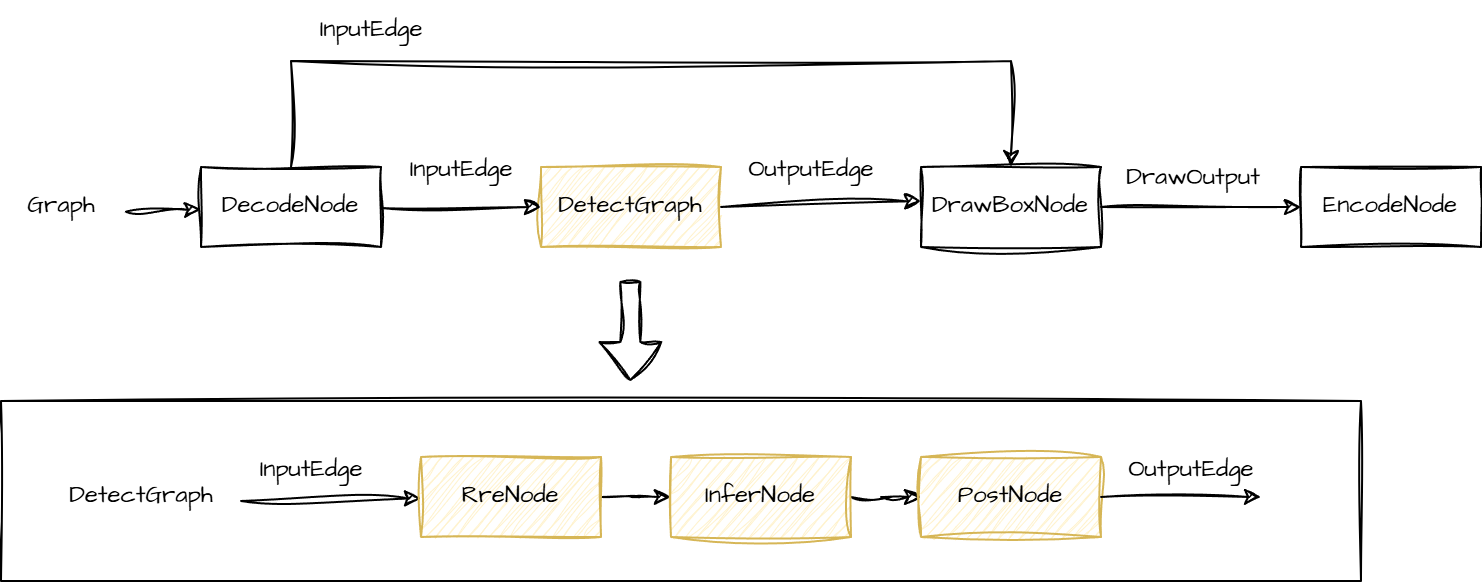 InputEdge
InputEdge
OutputEdge
DrawOutput
Graph
DecodeNode
DetectGraph
DrawBoxNode
EncodeNode
InputEdge
OutputEdge
DetectGraph
RreNode
InferNode
PostNode